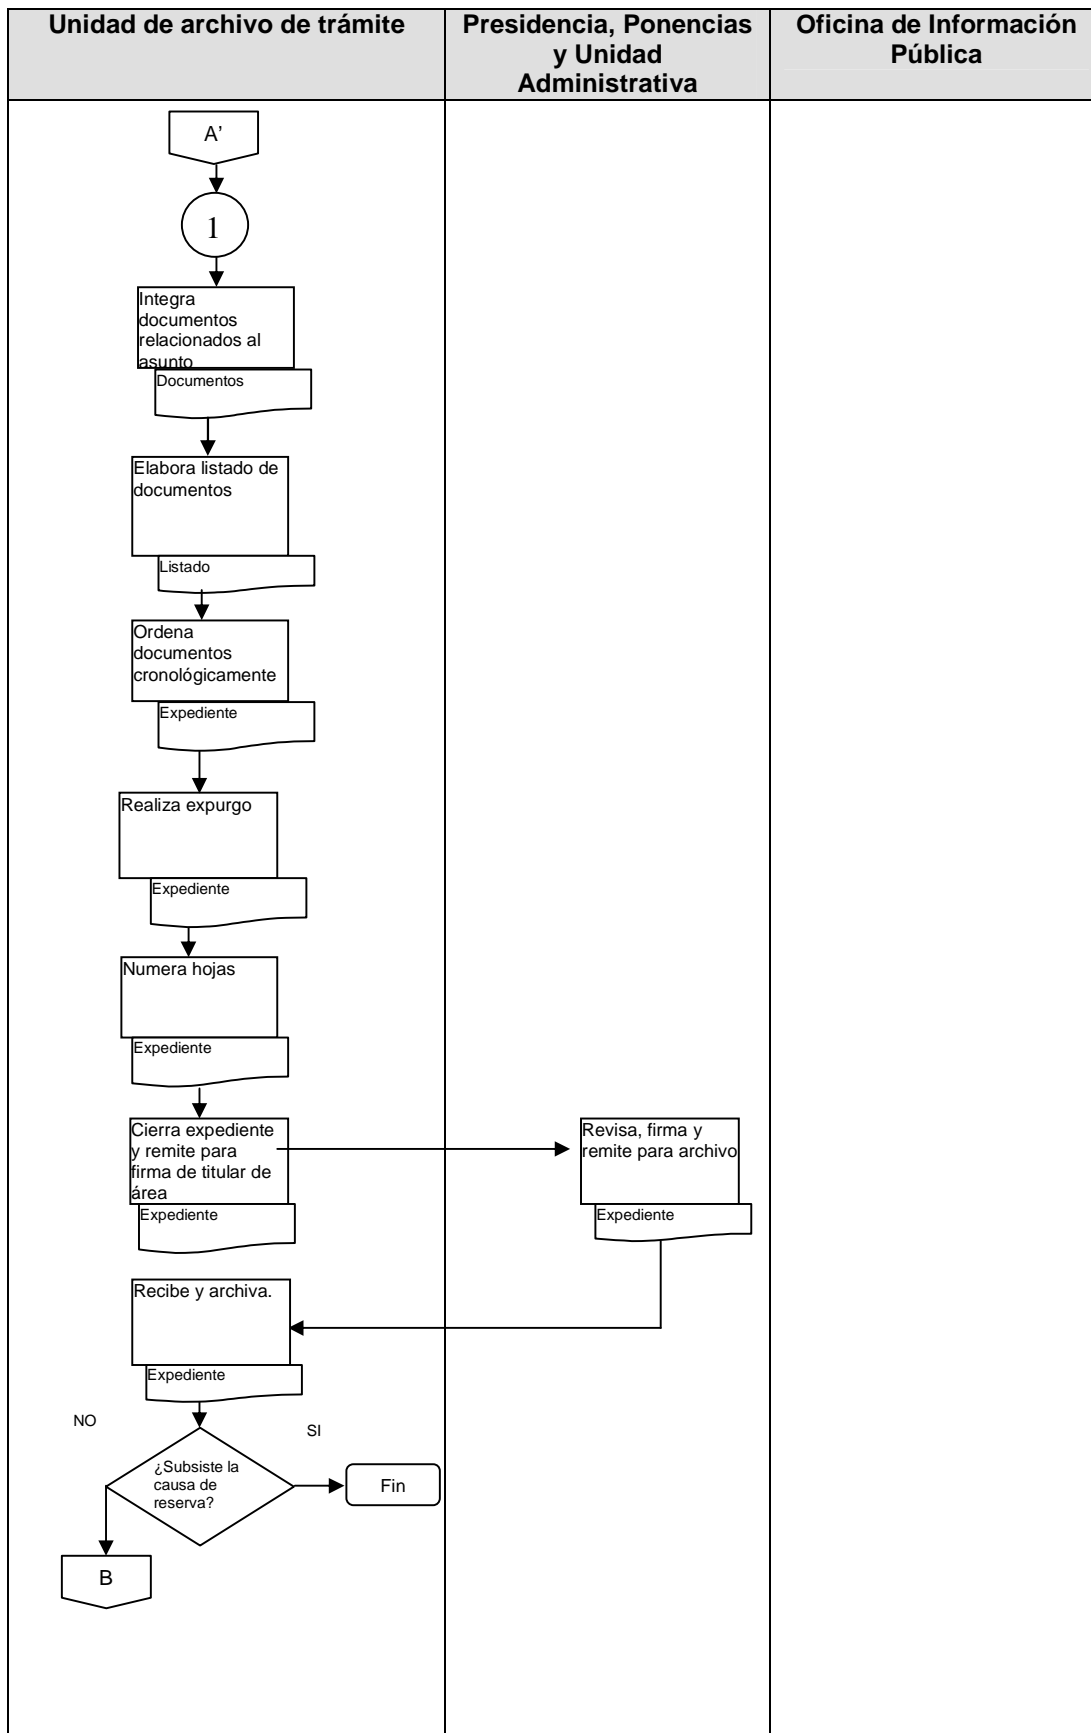 Unidad de archivo de trámite
Presidencia, Ponencias
y Unidad
Administrativa
Oficina de Información
Pública
A’
1
Integra
documentos
relacionados al
asunto
Documentos
Elabora listado de
documentos
Listado
Ordena
documentos
cronológicamente
Expediente
Realiza expurgo
Expediente
Numera hojas
Expediente
Cierra expediente
y remite para
firma de titular de
área
Expediente
Revisa, firma y
remite para archivo
Expediente
Recibe y archiva.
Expediente
NO
SI
¿Subsiste la
causa de
reserva?
Fin
B